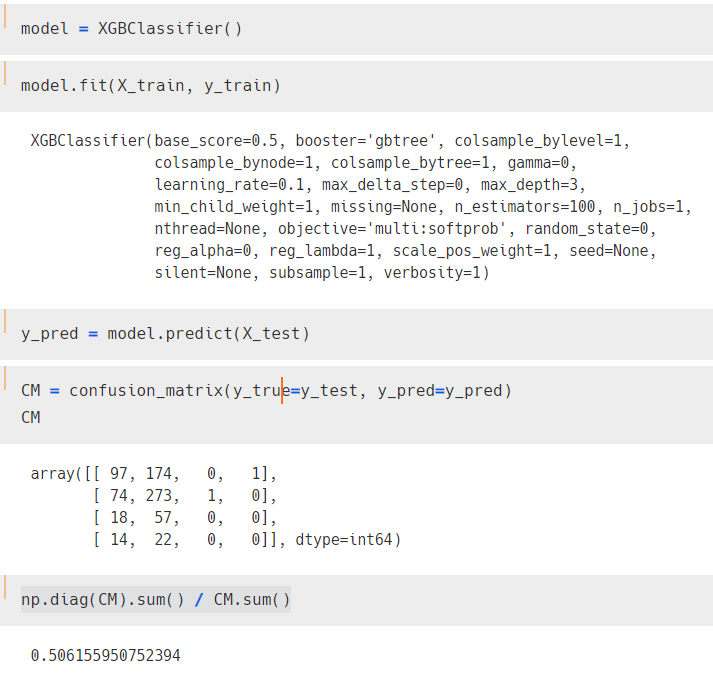 model = XGBClassifier()
model.fit(X_train, y_train)
XGBClassifier(base_score=0.5, booster='gbtree', colsample_bylevel=1,
              colsample_bynode=1, colsample_bytree=1, gamma=0,
              learning_rate=0.1, max_delta_step=0, max_depth=3,
              min_child_weight=1, missing=None, n_estimators=100, n_jobs=1,
              nthread=None, objective='multi:softprob', random_state=0,
              reg_alpha=0, reg_lambda=1, scale_pos_weight=1, seed=None,
              silent=None, subsample=1, verbosity=1)
y_pred = model.predict(X_test)
CM = confusion_matrix(y_true=y_test, y_pred=y_pred)
CM
array([[ 97, 174,   0,   1],
       [ 74, 273,   1,   0],
       [ 18,  57,   0,   0],
       [ 14,  22,   0,   0]], dtype=int64)
np.diag(CM).sum() / CM.sum()
0.506155950752394